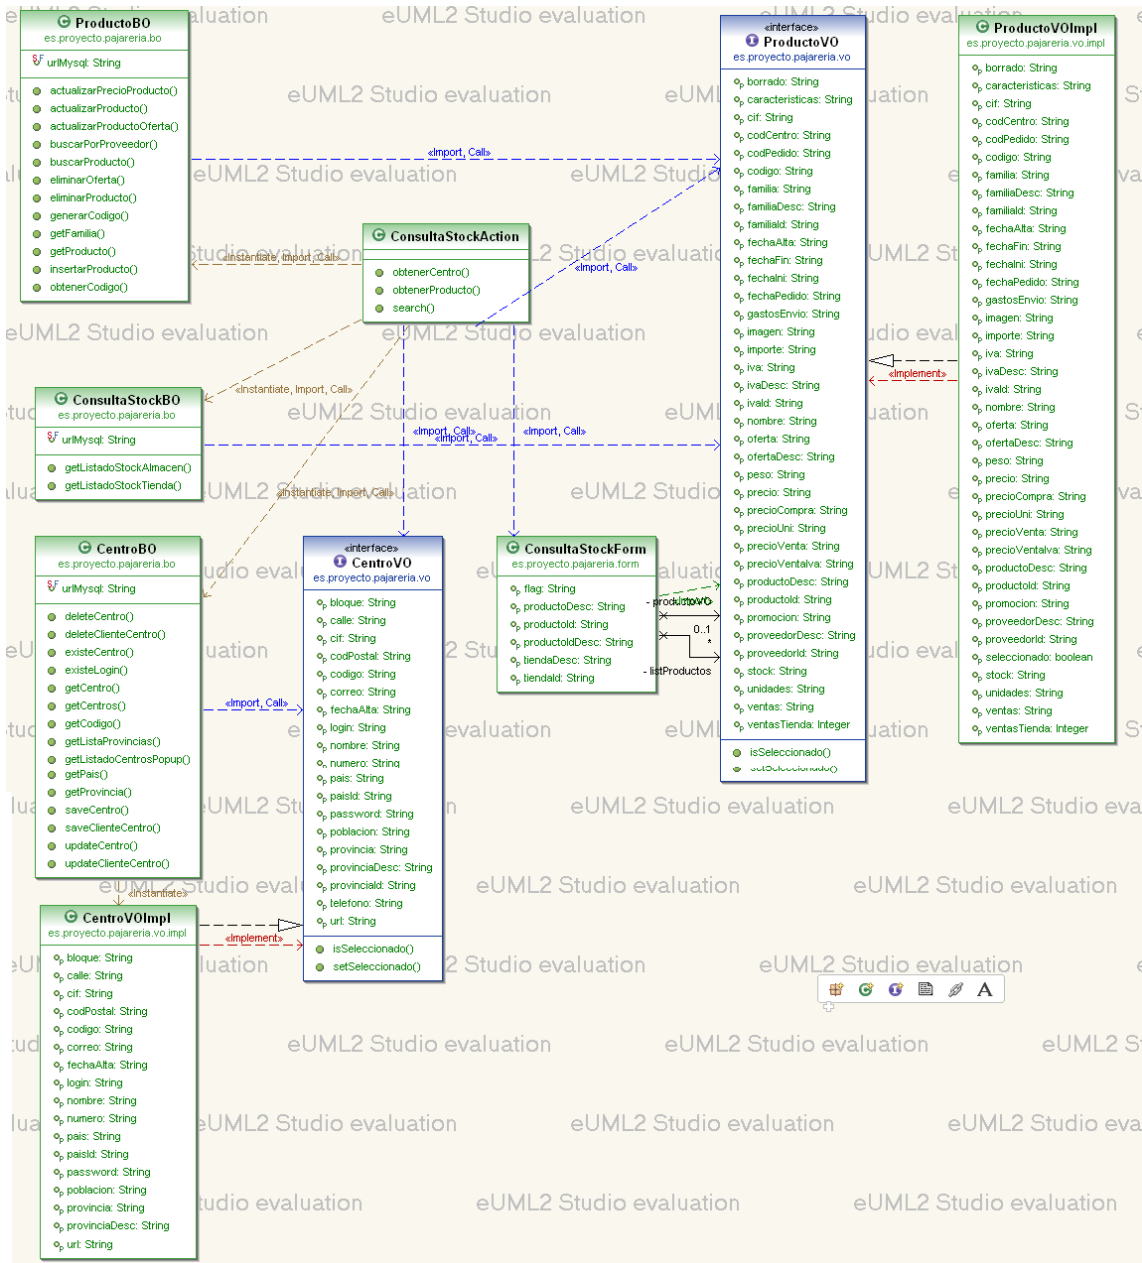 ProductoBO
es.proyecto.pajareria.bo
urlMysql: String
actualizarPrecioProducto()
actualizarProducto()
actualizarProductoOferta()
buscarPorProveedor()
buscarProducto()
eliminarOferta()
eliminarProducto()
generarCodigo()
getFamilia()
getProducto()
insertarProducto()
obtenerCodigo()
«Import, Call»
ConsultaStockAction
obtenerCentro()
obtenerProducto()
search()
«Instantiate, Import, Call»
«Import, Call»
«Instantiate, Import, Call»
«Import, Call»
«Import, Call»
«Import, Call»
«Instantiate, Import, Call»
ConsultaStockBO
es.proyecto.pajareria.bo
urlMysql: String
getListadoStockAlmacen()
getListadoStockTienda()
CentroBO
es.proyecto.pajareria.bo
urlMysql: String
deleteCentro()
deleteClienteCentro()
existeCentro()
existeLogin()
getCentro()
getCentros()
getCodigo()
getListaProvincias()
getListadoCentrosPopup()
getPais()
getProvincia()
saveCentro()
saveClienteCentro()
updateCentro()
updateClienteCentro()
«Import, Call»
«Instantiate»
CentroVOImpl
es.proyecto.pajareria.vo.impl
bloque: String
calle: String
cif: String
codPostal: String
codigo: String
correo: String
fechaAlta: String
login: String
nombre: String
numero: String
pais: String
paisId: String
password: String
poblacion: String
provincia: String
provinciaDesc: String
url: String
«Implement»
«interface»
CentroVO
es.proyecto.pajareria.vo
bloque: String
calle: String
cif: String
codPostal: String
codigo: String
correo: String
fechaAlta: String
login: String
nombre: String
numero: String
pais: String
paisId: String
password: String
poblacion: String
provincia: String
provinciaDesc: String
provinciaId: String
telefono: String
url: String
isSeleccionado()
setSeleccionado()
ConsultaStockForm
es.proyecto.pajareria.form
flag: String
productoDesc: String
productoId: String
productoIdDesc: String
tiendaDesc: String
tiendaId: String
- productoVO
0..1
*
- listProductos
«interface»
ProductoVO
es.proyecto.pajareria.vo
borrado: String
caracteristicas: String
cif: String
codCentro: String
codPedido: String
codigo: String
familia: String
familiaDesc: String
familiaId: String
fechaAlta: String
fechaFin: String
fechaIni: String
fechaPedido: String
gastosEnvio: String
imagen: String
importe: String
iva: String
ivaDesc: String
ivaId: String
nombre: String
oferta: String
ofertaDesc: String
peso: String
precio: String
precioCompra: String
precioUni: String
precioVenta: String
precioVentaIva: String
productoDesc: String
productoId: String
promocion: String
proveedorDesc: String
proveedorId: String
stock: String
unidades: String
ventas: String
ventasTienda: Integer
isSeleccionado()
setSeleccionado()
«Implement»
ProductoVOImpl
es.proyecto.pajareria.vo.impl
borrado: String
caracteristicas: String
cif: String
codCentro: String
codPedido: String
codigo: String
familia: String
familiaDesc: String
familiaId: String
fechaAlta: String
fechaFin: String
fechaIni: String
fechaPedido: String
gastosEnvio: String
imagen: String
importe: String
iva: String
ivaDesc: String
ivaId: String
nombre: String
oferta: String
ofertaDesc: String
peso: String
precio: String
precioCompra: String
precioUni: String
precioVenta: String
precioVentaIva: String
productoDesc: String
productoId: String
promocion: String
proveedorDesc: String
proveedorId: String
seleccionado: boolean
stock: String
unidades: String
ventas: String
ventasTienda: Integer
eUML2 Studio evaluation